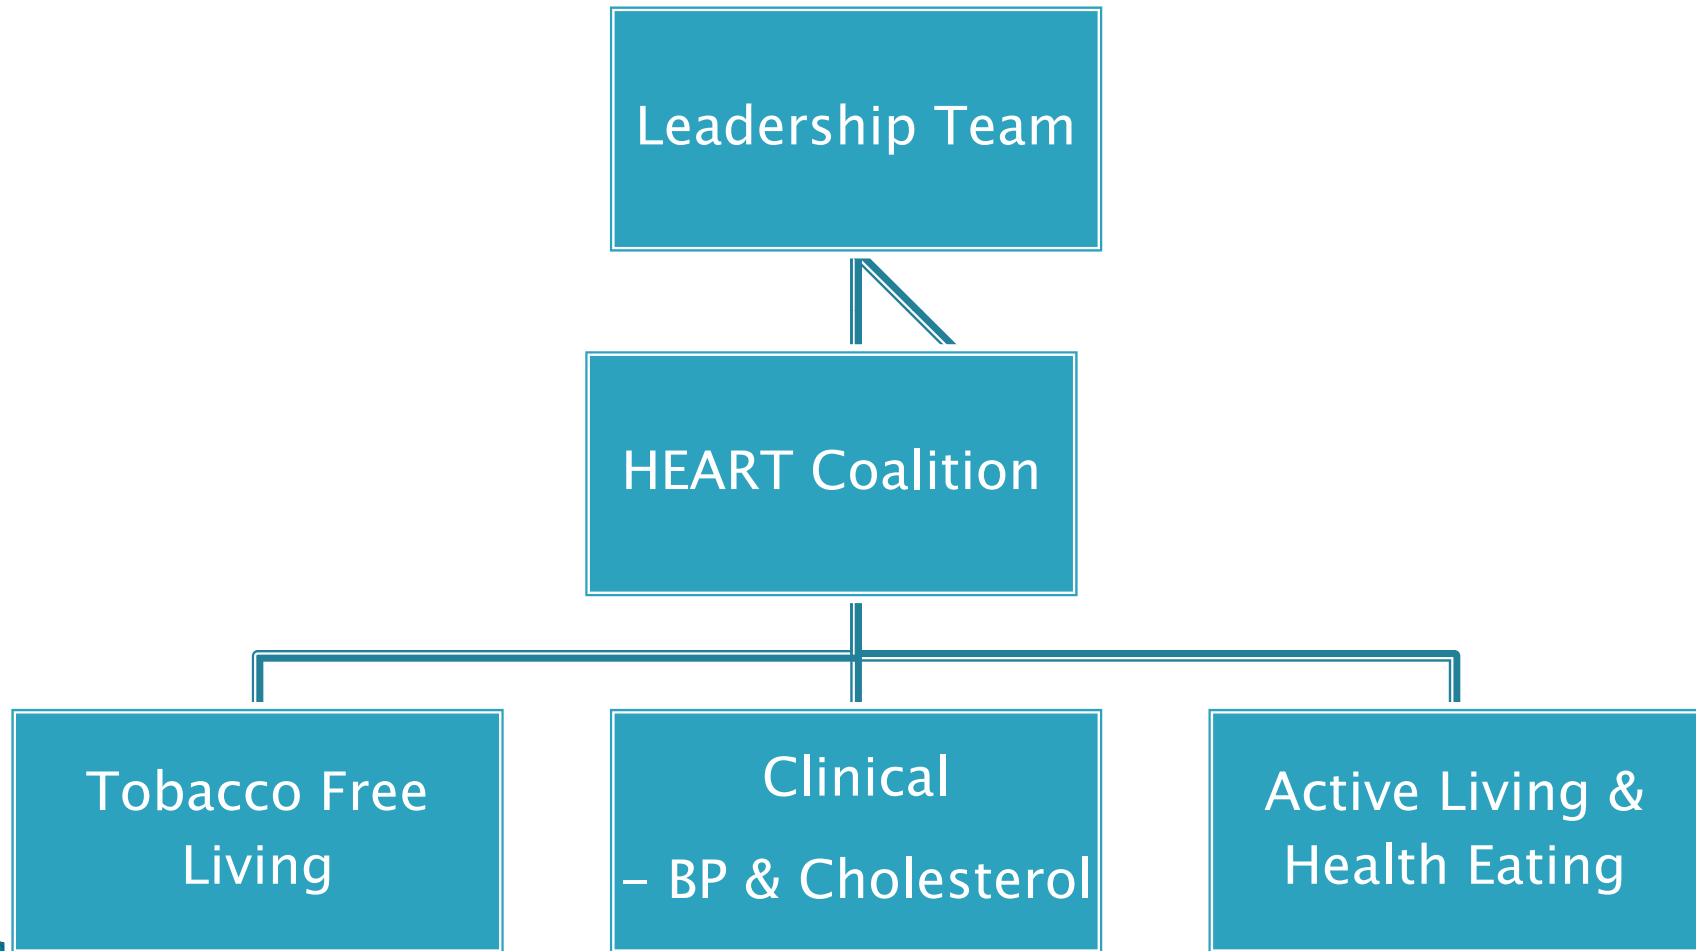 Leadership Team
HEART Coalition
Tobacco Free
Living
Clinical
– BP & Cholesterol
Active Living &
Health Eating